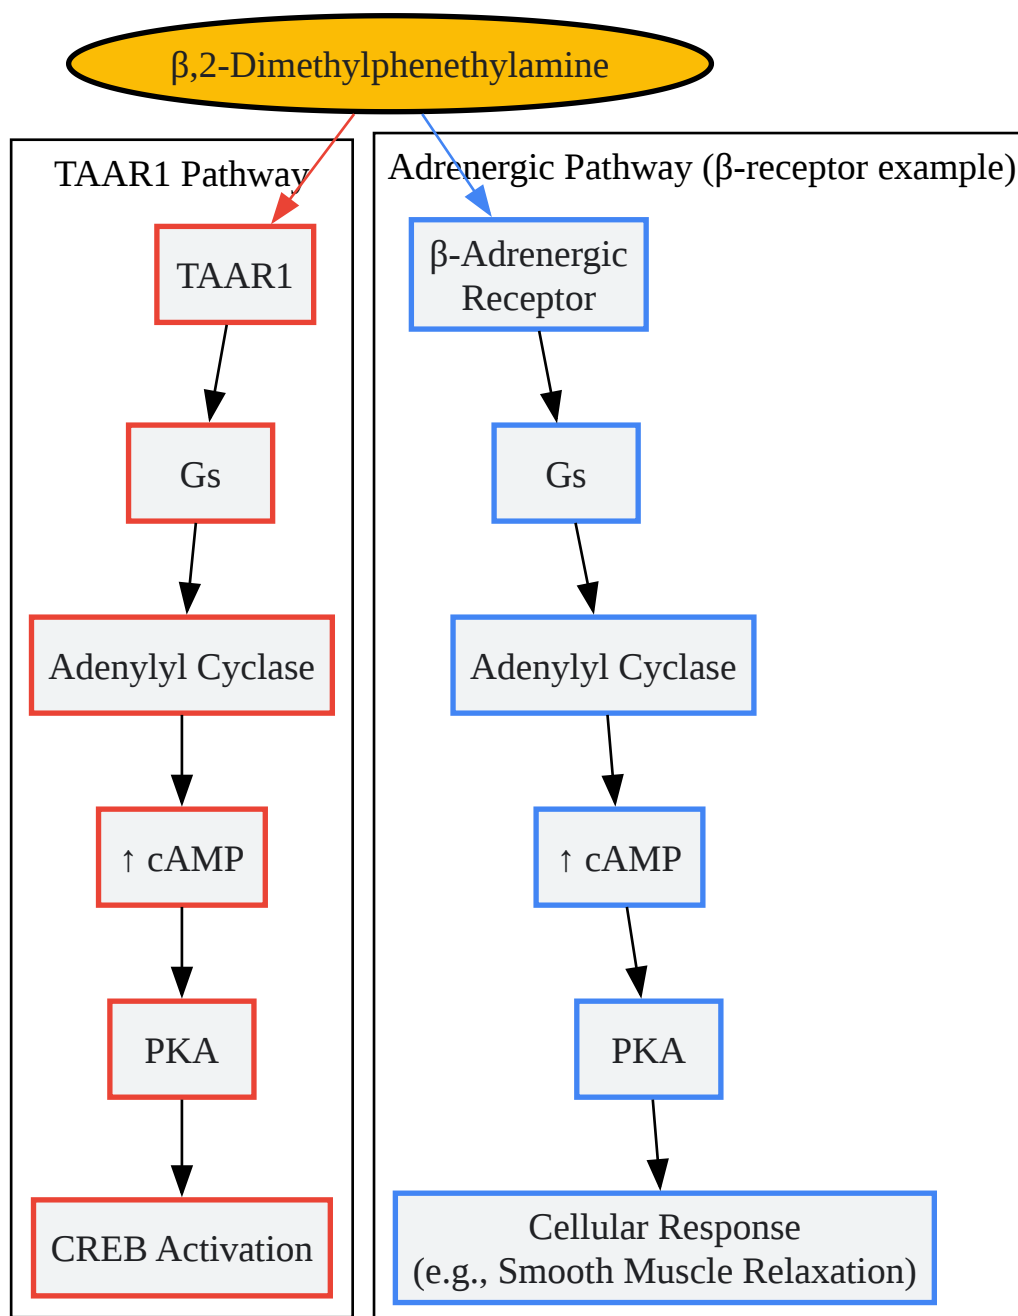 β,2-Dimethylphenethylamine
TAAR1 Pathway
TAAR1
Gs
Adenylyl Cyclase
↑ cAMP
PKA
CREB Activation
Adrenergic Pathway (β-receptor example)
β-Adrenergic
Receptor
Gs
Adenylyl Cyclase
↑ cAMP
PKA
Cellular Response
(e.g., Smooth Muscle Relaxation)